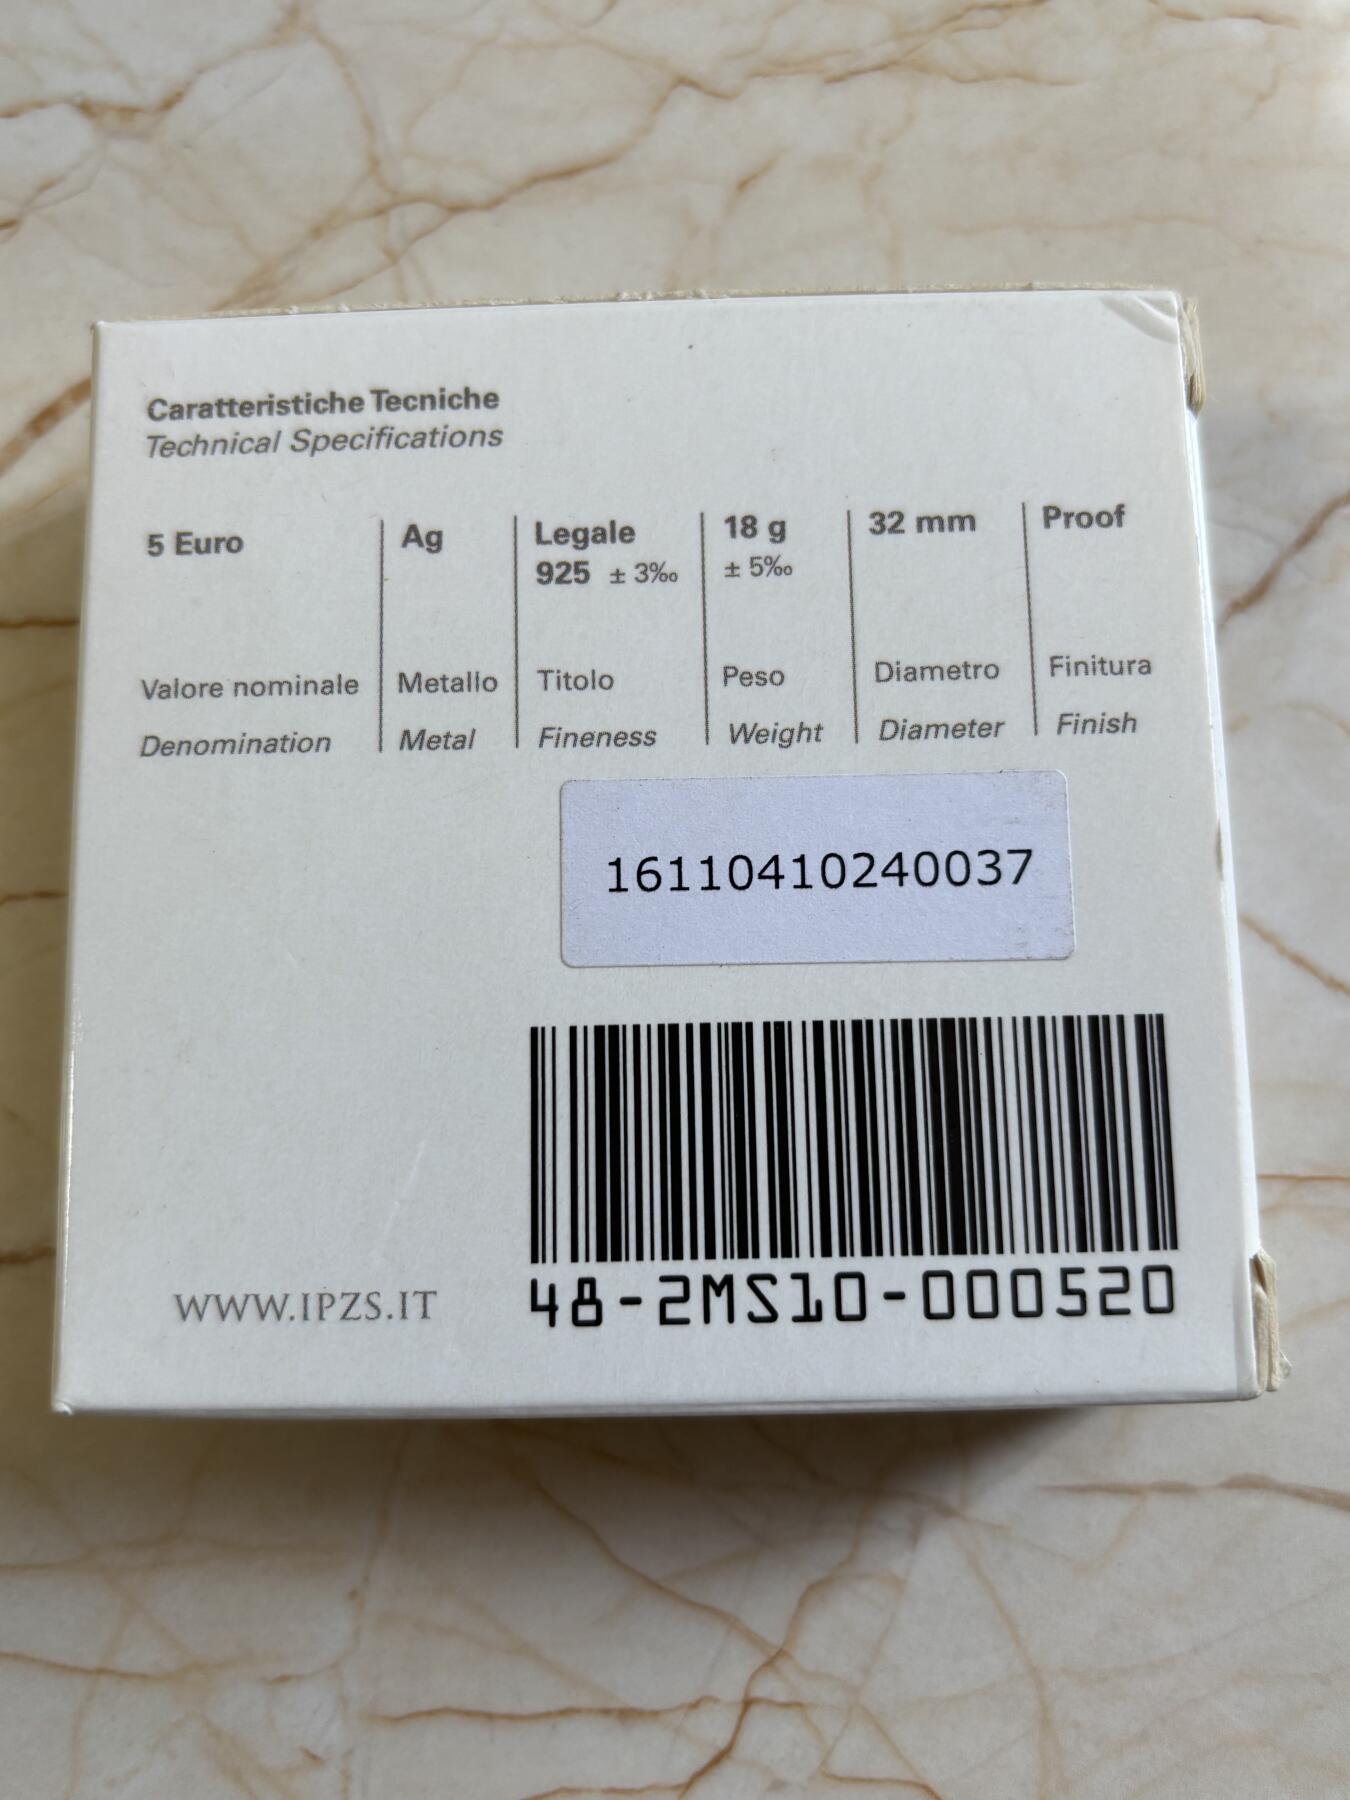 Caratteristiche Tecniche
Technical Specifications
5 Euro
Valore nominale
Denomination
Ag
Metallo
Metal
Legale
925 ± 3‰
Titolo
Fineness
18 g
± 5‰
Peso
Weight
32 mm
Diametro
Diameter
Proof
Finitura
Finish
16110410240037
48-2MS10-000520
WWW.IPZS.IT